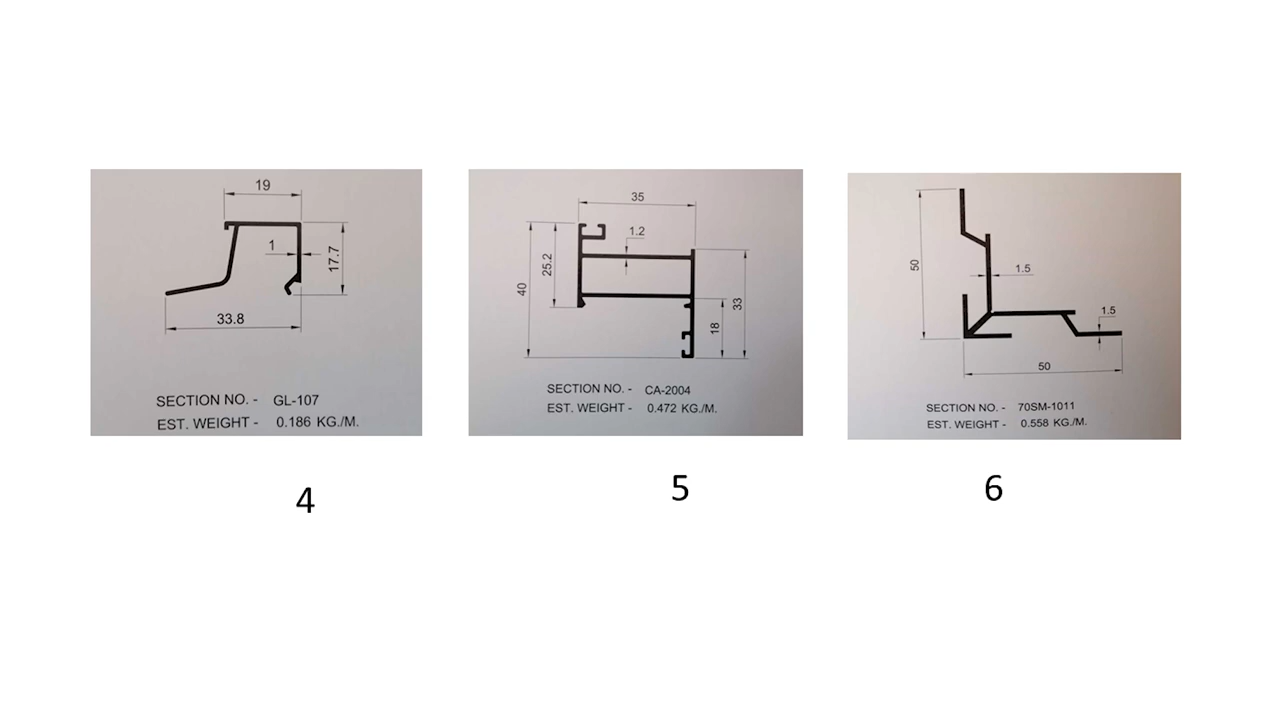 19
1
17.7
33.8
SECTION NO. - GL-107
EST. WEIGHT - 0.186 KG./M.
4
35
1.2
25.2
40
33
18
SECTION NO. - CA-2004
EST. WEIGHT - 0.472 KG./M.
5
50
1.5
1.5
50
SECTION NO. - 70SM-1011
EST. WEIGHT - 0.558 KG./M.
6